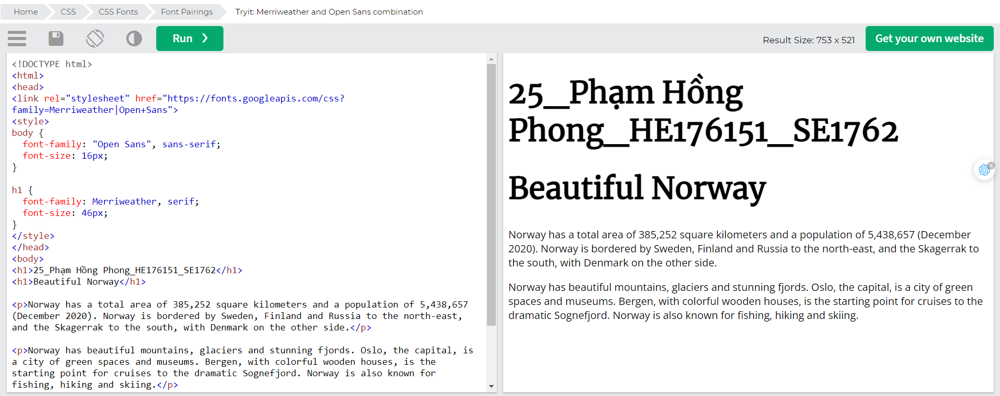 Home CSS CSS Fonts Font Pairings Tryit: Merriweather and Open Sans combination
Run ❯
Result Size: 753 x 521
Get your own website
<!DOCTYPE html>
<html>
<head>
<link rel="stylesheet" href="https://fonts.googleapis.com/css?
family=Merriweather|Open+Sans">
<style>
body {
  font-family: "Open Sans", sans-serif;
  font-size: 16px;
}
h1 {
  font-family: Merriweather, serif;
  font-size: 46px;
}
</style>
</head>
<body>
<h1>25_Phạm Hồng Phong_HE176151_SE1762</h1>
<h1>Beautiful Norway</h1>
<p>Norway has a total area of 385,252 square kilometers and a population of 5,438,657
(December 2020). Norway is bordered by Sweden, Finland and Russia to the north-east,
and the Skagerrak to the south, with Denmark on the other side.</p>
<p>Norway has beautiful mountains, glaciers and stunning fjords. Oslo, the capital, is
a city of green spaces and museums. Bergen, with colorful wooden houses, is the
starting point for cruises to the dramatic Sognefjord. Norway is also known for
fishing, hiking and skiing.</p>
25_Phạm Hồng
Phong_HE176151_SE1762
Beautiful Norway
Norway has a total area of 385,252 square kilometers and a population of 5,438,657 (December
2020). Norway is bordered by Sweden, Finland and Russia to the north-east, and the Skagerrak to
the south, with Denmark on the other side.
Norway has beautiful mountains, glaciers and stunning fjords. Oslo, the capital, is a city of green
spaces and museums. Bergen, with colorful wooden houses, is the starting point for cruises to the
dramatic Sognefjord. Norway is also known for fishing, hiking and skiing.